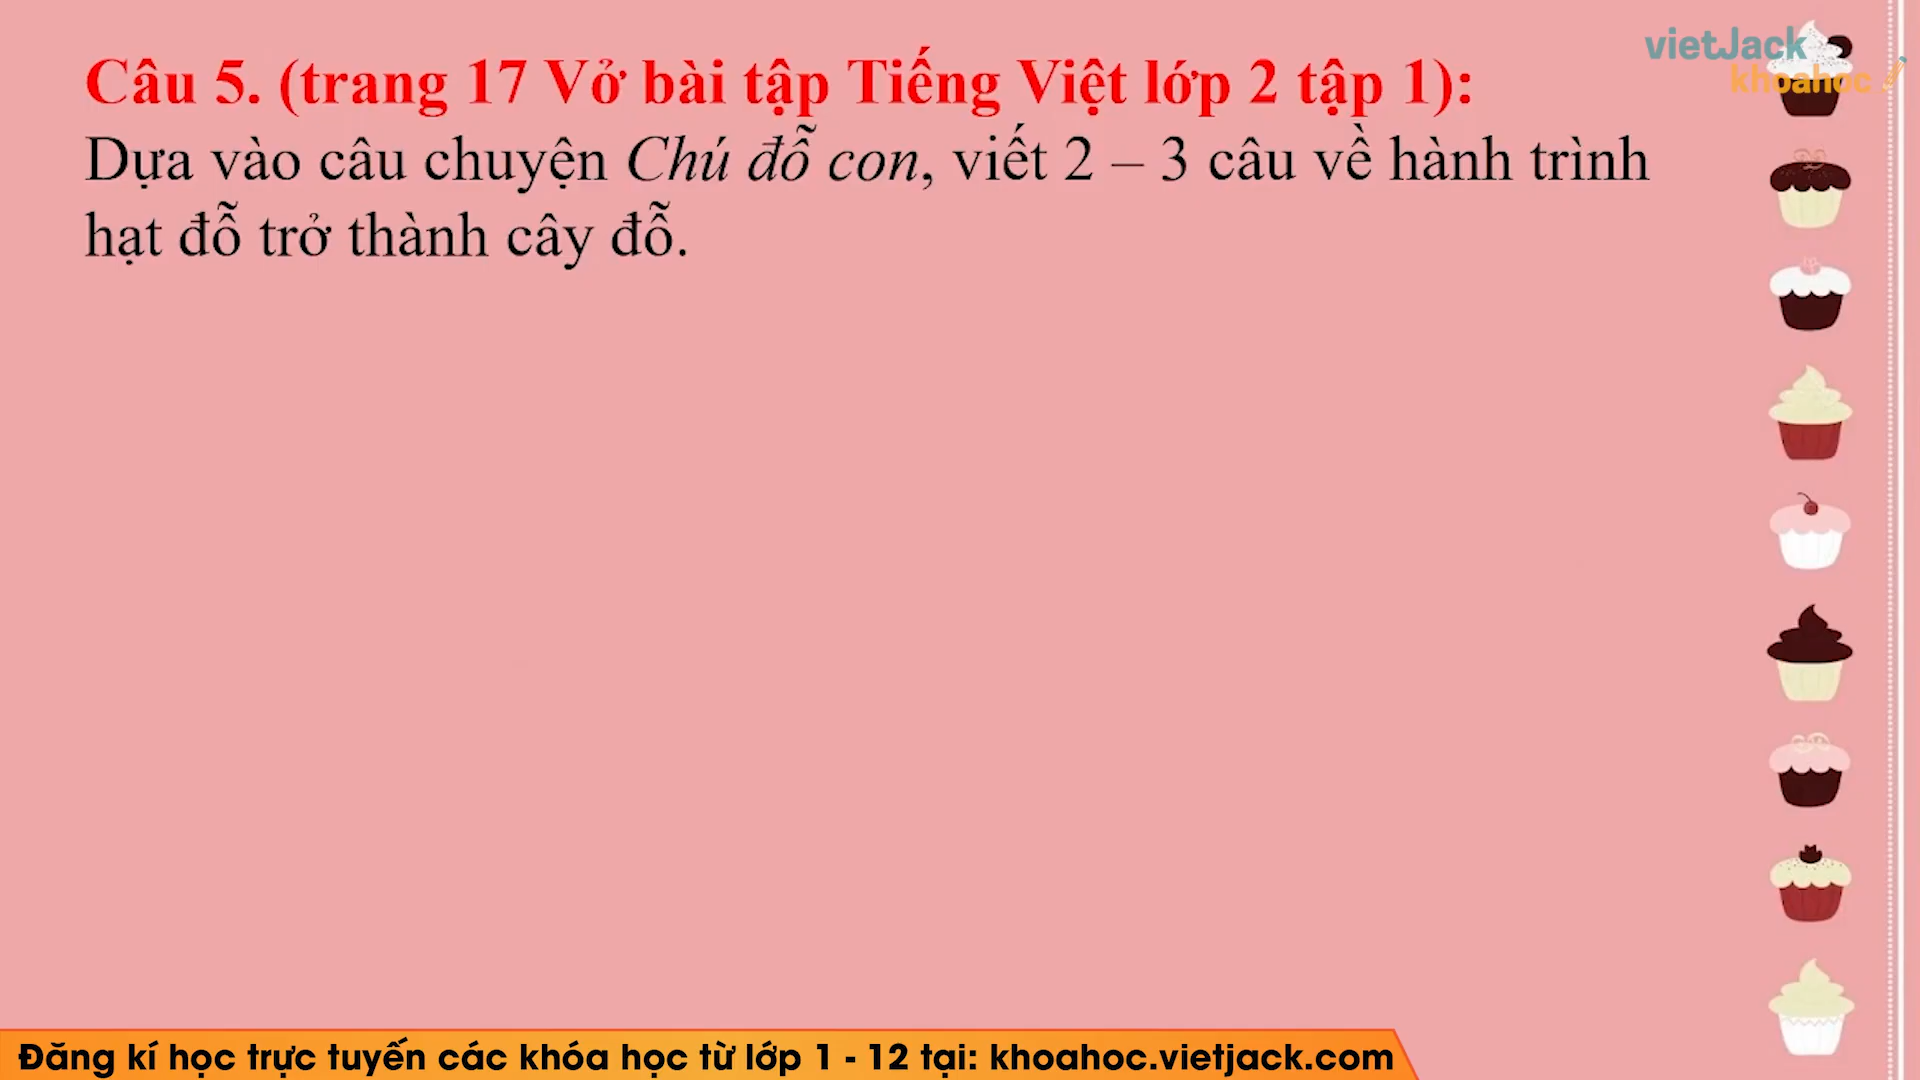 vietJack
khoahoc
Câu 5. (trang 17 Vở bài tập Tiếng Việt lớp 2 tập 1):
Dựa vào câu chuyện Chú đỗ con, viết 2 – 3 câu về hành trình
hạt đỗ trở thành cây đỗ.
Đăng kí học trực tuyến các khóa học từ lớp 1 - 12 tại: khoahoc.vietjack.com